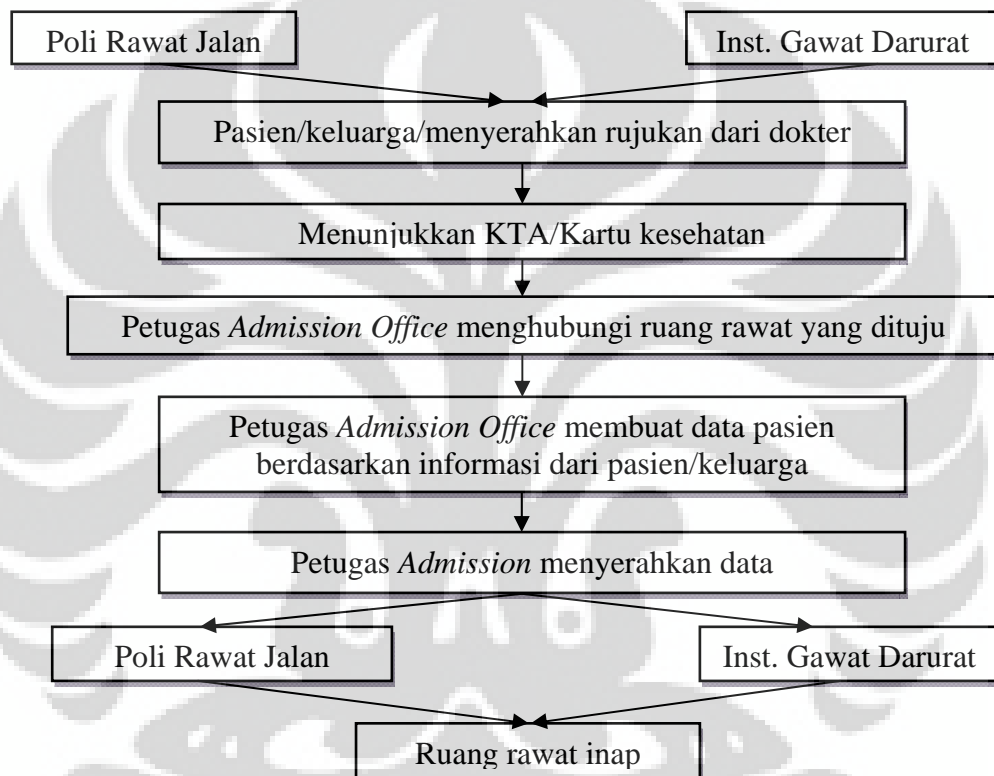 Poli Rawat Jalan
Inst. Gawat Darurat
Pasien/keluarga/menyerahkan rujukan dari dokter
Menunjukkan KTA/Kartu kesehatan
Petugas Admission Office menghubungi ruang rawat yang dituju
Petugas Admission Office membuat data pasien
berdasarkan informasi dari pasien/keluarga
Petugas Admission menyerahkan data
Poli Rawat Jalan
Inst. Gawat Darurat
Ruang rawat inap